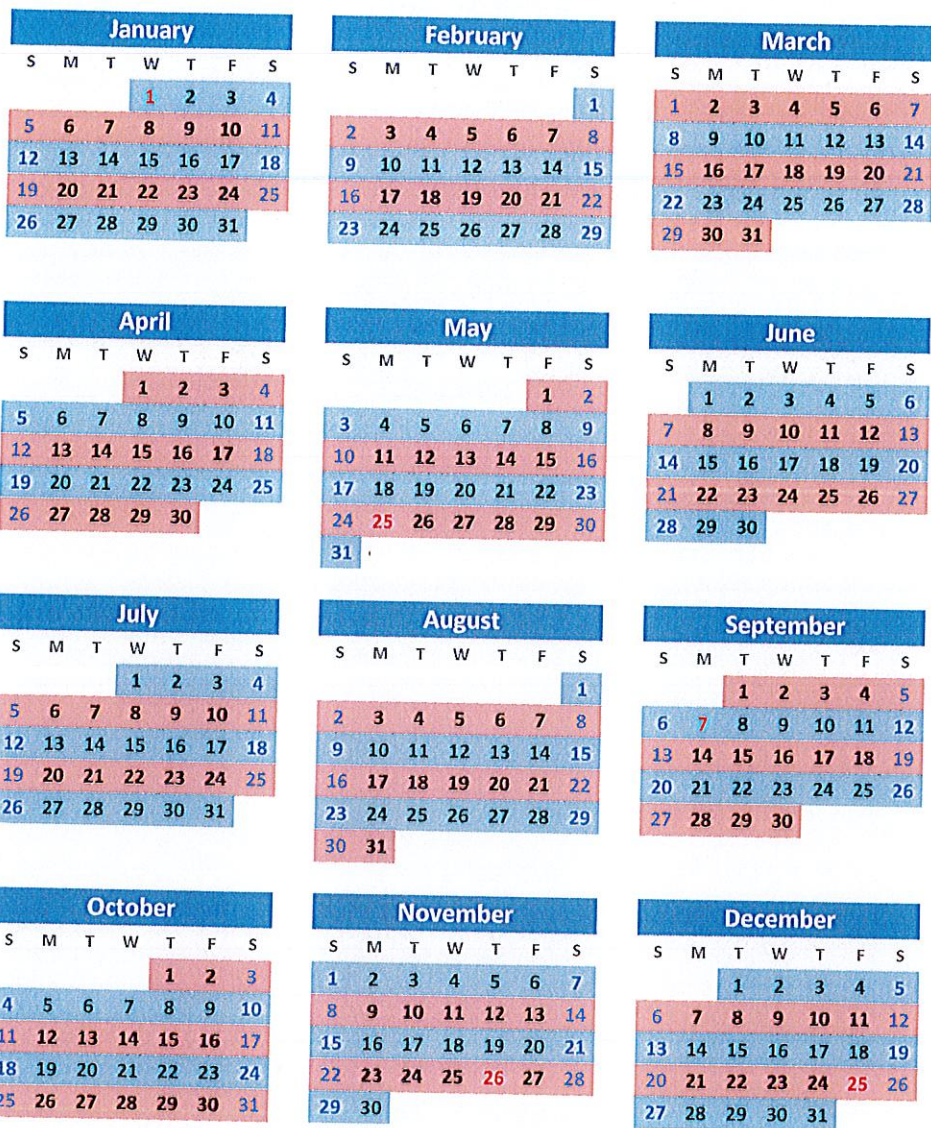 January
S M T W T F S
1 2 3 4
5 6 7 8 9 10 11
12 13 14 15 16 17 18
19 20 21 22 23 24 25
26 27 28 29 30 31
February
S M T W T F S
1
2 3 4 5 6 7 8
9 10 11 12 13 14 15
16 17 18 19 20 21 22
23 24 25 26 27 28 29
March
S M T W T F S
1 2 3 4 5 6 7
8 9 10 11 12 13 14
15 16 17 18 19 20 21
22 23 24 25 26 27 28
29 30 31
April
S M T W T F S
1 2 3 4
5 6 7 8 9 10 11
12 13 14 15 16 17 18
19 20 21 22 23 24 25
26 27 28 29 30
May
S M T W T F S
1 2
3 4 5 6 7 8 9
10 11 12 13 14 15 16
17 18 19 20 21 22 23
24 25 26 27 28 29 30
31
June
S M T W T F S
1 2 3 4 5 6
7 8 9 10 11 12 13
14 15 16 17 18 19 20
21 22 23 24 25 26 27
28 29 30
July
S M T W T F S
1 2 3 4
5 6 7 8 9 10 11
12 13 14 15 16 17 18
19 20 21 22 23 24 25
26 27 28 29 30 31
August
S M T W T F S
1
2 3 4 5 6 7 8
9 10 11 12 13 14 15
16 17 18 19 20 21 22
23 24 25 26 27 28 29
30 31
September
S M T W T F S
1 2 3 4 5
6 7 8 9 10 11 12
13 14 15 16 17 18 19
20 21 22 23 24 25 26
27 28 29 30
October
S M T W T F S
1 2 3
4 5 6 7 8 9 10
11 12 13 14 15 16 17
18 19 20 21 22 23 24
25 26 27 28 29 30 31
November
S M T W T F S
1 2 3 4 5 6 7
8 9 10 11 12 13 14
15 16 17 18 19 20 21
22 23 24 25 26 27 28
29 30
December
S M T W T F S
1 2 3 4 5
6 7 8 9 10 11 12
13 14 15 16 17 18 19
20 21 22 23 24 25 26
27 28 29 30 31